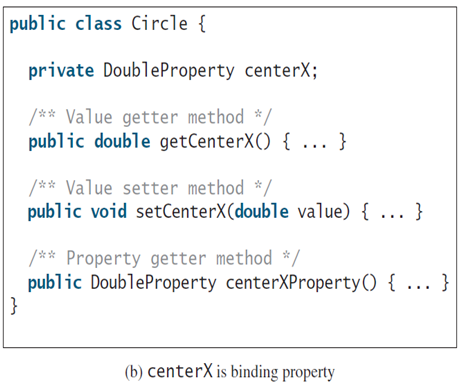 public class Circle {
private DoubleProperty centerX;
/** Value getter method */
public double getCenterX() { ... }
/** Value setter method */
public void setCenterX(double value) { ... }
/** Property getter method */
public DoubleProperty centerXProperty() { ... }
}
(b) centerX is binding property